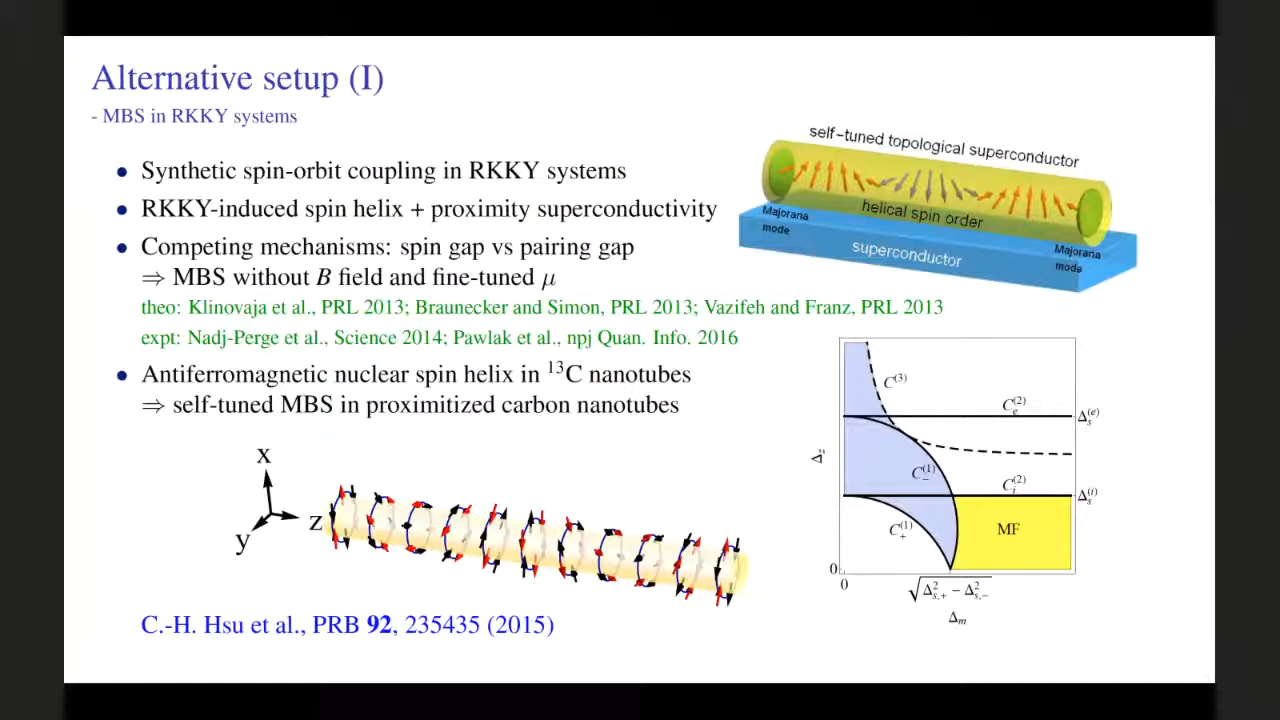 Alternative setup (I)
- MBS in RKKY systems
• Synthetic spin-orbit coupling in RKKY systems
• RKKY-induced spin helix + proximity superconductivity
• Competing mechanisms: spin gap vs pairing gap
⇒ MBS without B field and fine-tuned μ
theo: Klinovaja et al., PRL 2013; Braunecker and Simon, PRL 2013; Vazifeh and Franz, PRL 2013
expt: Nadj-Perge et al., Science 2014; Pawlak et al., npj Quan. Info. 2016
• Antiferromagnetic nuclear spin helix in ¹³C nanotubes
⇒ self-tuned MBS in proximitized carbon nanotubes
self-tuned topological superconductor
helical spin order
Majorana
mode
superconductor
Majorana
mode
C⁽³⁾
Cₑ⁽²⁾
Δₛ⁽ᵉ⁾
C₋⁽¹⁾
Cᵢ⁽²⁾
Δₛ⁽ⁱ⁾
C₊⁽¹⁾
MF
0
0
√Δ²ₛ,₊ − Δ²ₛ,₋
Δₘ
x
z
y
C.-H. Hsu et al., PRB 92, 235435 (2015)